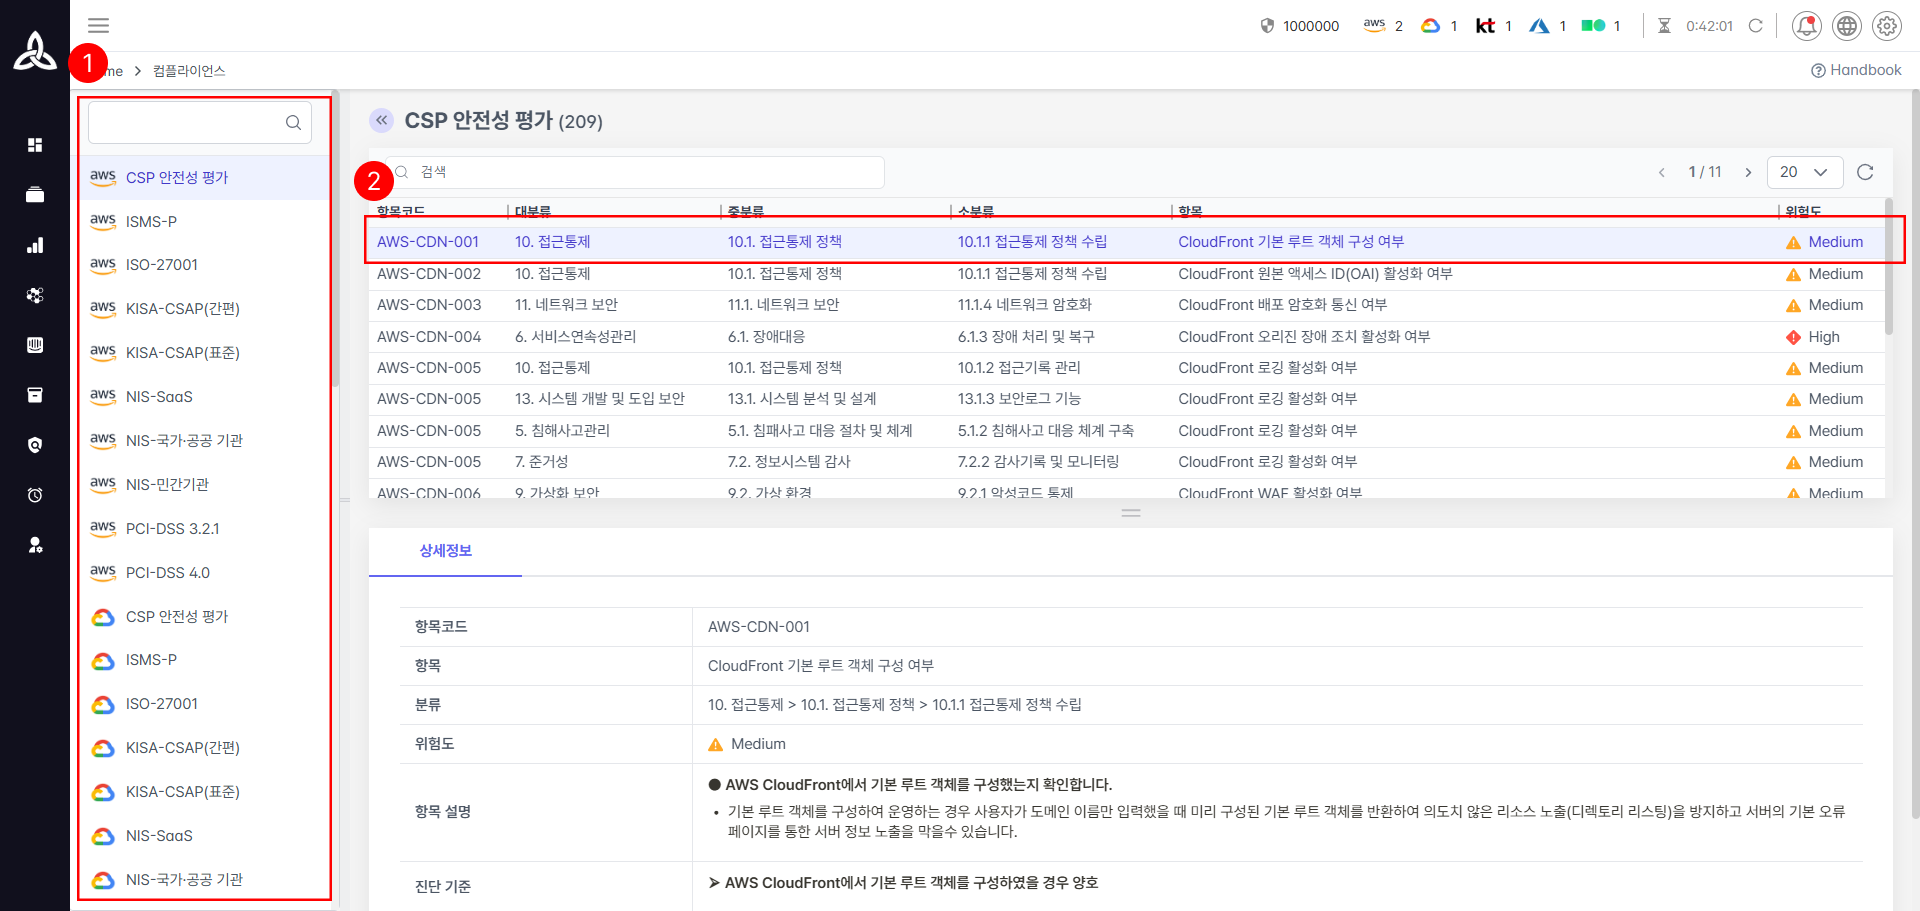 1000000 aws 2 1 kt 1 1 1 0:42:01
1 me > 컴플라이언스
Handbook
CSP 안전성 평가 (209)
2 검색
1 / 11 20
aws CSP 안전성 평가
aws ISMS-P
aws ISO-27001
aws KISA-CSAP(간편)
aws KISA-CSAP(표준)
aws NIS-SaaS
aws NIS-국가·공공 기관
aws NIS-민간기관
aws PCI-DSS 3.2.1
aws PCI-DSS 4.0
CSP 안전성 평가
ISMS-P
ISO-27001
KISA-CSAP(간편)
KISA-CSAP(표준)
NIS-SaaS
NIS-국가·공공 기관
항목코드 대분류 중분류 소분류 항목 위험도
AWS-CDN-001 10. 접근통제 10.1. 접근통제 정책 10.1.1 접근통제 정책 수립 CloudFront 기본 루트 객체 구성 여부 Medium
AWS-CDN-002 10. 접근통제 10.1. 접근통제 정책 10.1.1 접근통제 정책 수립 CloudFront 원본 액세스 ID(OAI) 활성화 여부 Medium
AWS-CDN-003 11. 네트워크 보안 11.1. 네트워크 보안 11.1.4 네트워크 암호화 CloudFront 배포 암호화 통신 여부 Medium
AWS-CDN-004 6. 서비스연속성관리 6.1. 장애대응 6.1.3 장애 처리 및 복구 CloudFront 오리진 장애 조치 활성화 여부 High
AWS-CDN-005 10. 접근통제 10.1. 접근통제 정책 10.1.2 접근기록 관리 CloudFront 로깅 활성화 여부 Medium
AWS-CDN-005 13. 시스템 개발 및 도입 보안 13.1. 시스템 분석 및 설계 13.1.3 보안로그 기능 CloudFront 로깅 활성화 여부 Medium
AWS-CDN-005 5. 침해사고관리 5.1. 침패사고 대응 절차 및 체계 5.1.2 침해사고 대응 체계 구축 CloudFront 로깅 활성화 여부 Medium
AWS-CDN-005 7. 준거성 7.2. 정보시스템 감사 7.2.2 감사기록 및 모니터링 CloudFront 로깅 활성화 여부 Medium
AWS-CDN-006 9. 가상화 보안 9.2. 가상 환경 9.2.1 악성코드 통제 CloudFront WAF 활성화 여부 Medium
상세정보
항목코드 AWS-CDN-001
항목 CloudFront 기본 루트 객체 구성 여부
분류 10. 접근통제 > 10.1. 접근통제 정책 > 10.1.1 접근통제 정책 수립
위험도 Medium
항목 설명 ● AWS CloudFront에서 기본 루트 객체를 구성했는지 확인합니다.
• 기본 루트 객체를 구성하여 운영하는 경우 사용자가 도메인 이름만 입력했을 때 미리 구성된 기본 루트 객체를 반환하여 의도치 않은 리소스 노출(디렉토리 리스팅)을 방지하고 서버의 기본 오류
페이지를 통한 서버 정보 노출을 막을수 있습니다.
진단 기준 ➢ AWS CloudFront에서 기본 루트 객체를 구성하였을 경우 양호